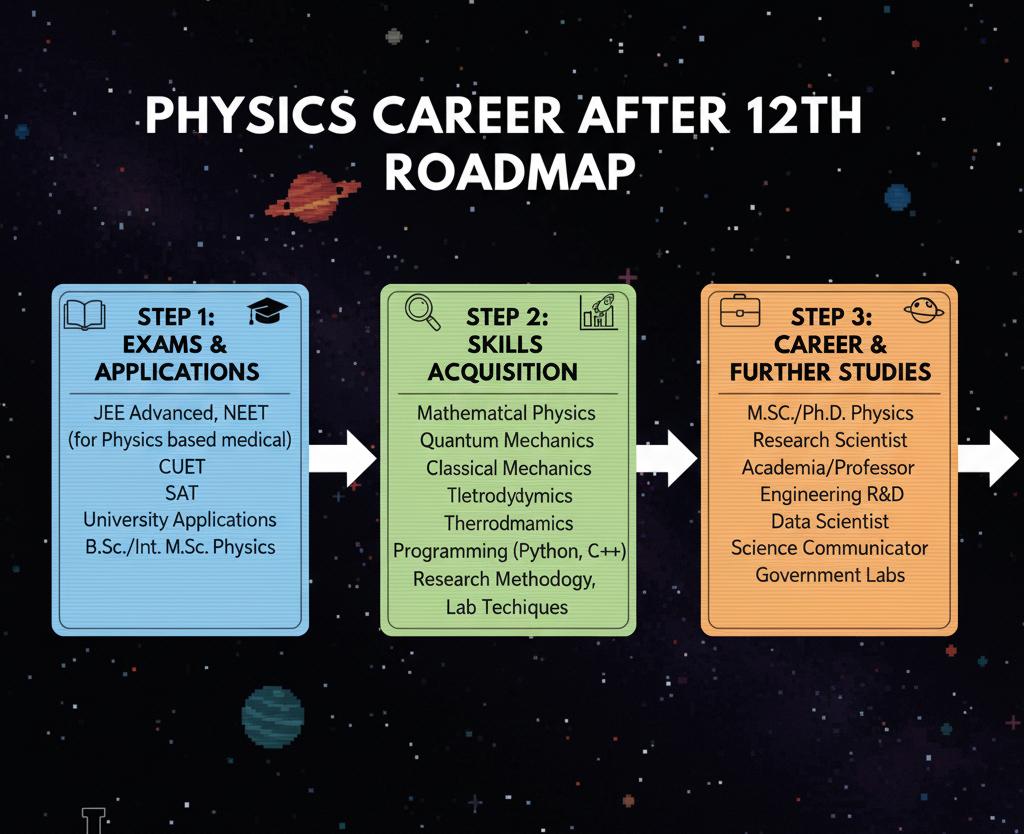 PHYSICS CAREER AFTER 12TH
ROADMAP
STEP 1:
EXAMS &
APPLICATIONS
JEE Advanced, NEET
(for Physics based medical)
CUET
SAT
University Applications
B.Sc./Int. M.Sc. Physics
STEP 2:
SKILLS
ACQUISITION
Mathematical Physics
Quantum Mechanics
Classical Mechanics
Tletrodydymics
Therrodmamics
Programming (Python, C++)
Research Methodogy,
Lab Techiques
STEP 3:
CAREER &
FURTHER STUDIES
M.SC./Ph.D. Physics
Research Scientist
Academia/Professor
Engineering R&D
Data Scientist
Science Communicator
Government Labs